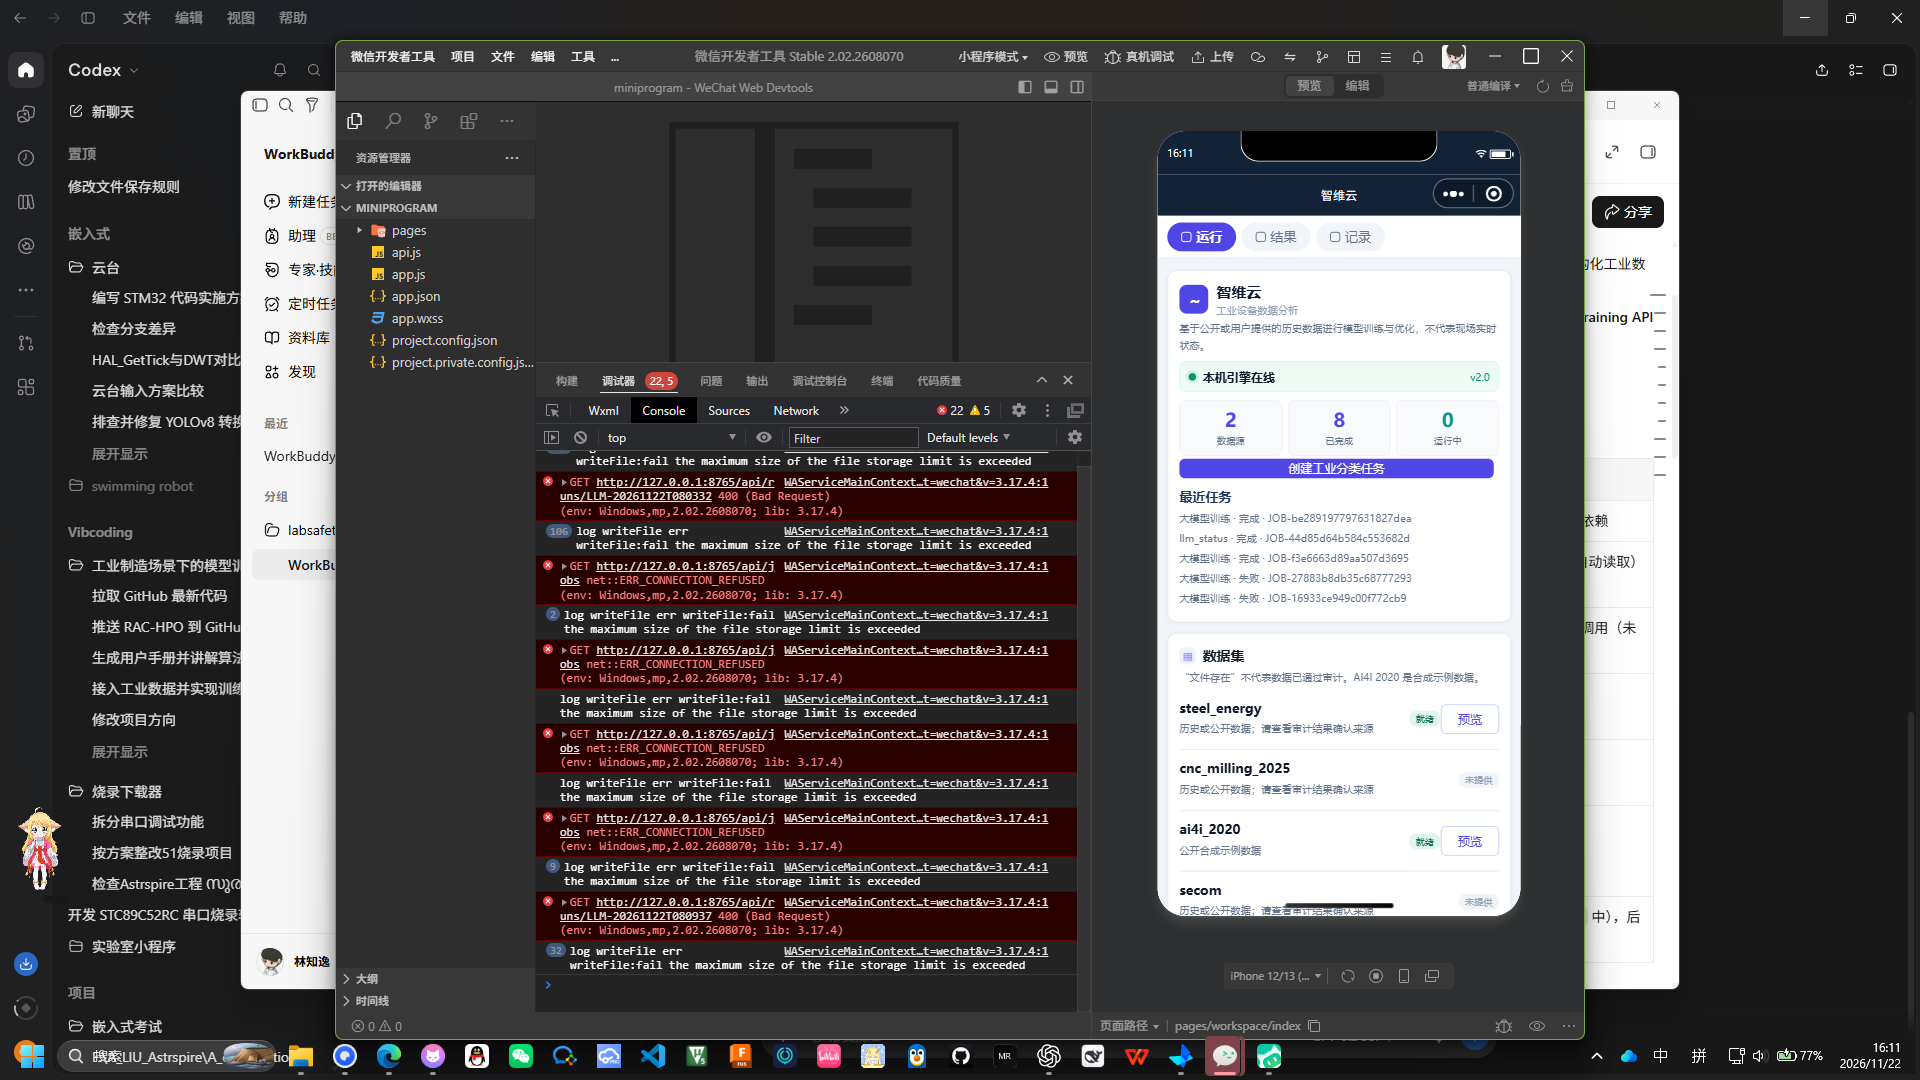 文件 编辑 视图 帮助
Codex
新聊天
置顶
修改文件保存规则
嵌入式
云台
编写 STM32 代码实施方
检查分支差异
HAL_GetTick与DWT对比
云台输入方案比较
排查并修复 YOLOv8 转换
展开显示
swimming robot
Vibcoding
工业制造场景下的模型训
拉取 GitHub 最新代码
推送 RAC-HPO 到 GitHu
生成用户手册并讲解算法
接入工业数据并实现训练
修改项目方向
展开显示
烧录下载器
拆分串口调试功能
按方案整改51烧录项目
检查Astrspire工程
开发 STC89C52RC 串口烧录
实验室小程序
项目
嵌入式考试
WorkBudd
新建任务
助理
专家·技
定时任务
资料库
发现
最近
WorkBuddy
分组
labsafet
WorkBu
林知逸
微信开发者工具 项目 文件 编辑 工具 ...
微信开发者工具 Stable 2.02.2608070
小程序模式 预览 真机调试 上传
miniprogram - WeChat Web Devtools
预览 编辑
普通编译
资源管理器
打开的编辑器
MINIPROGRAM
pages
api.js
app.js
app.json
app.wxss
project.config.json
project.private.config.js...
大纲
时间线
0 0
构建 调试器 22, 5 问题 输出 调试控制台 终端 代码质量
Wxml Console Sources Network 22 5
top Filter Default levels
writeFile:fail the maximum size of the file storage limit is exceeded
GET http://127.0.0.1:8765/api/r WAServiceMainContext…t=wechat&v=3.17.4:1
uns/LLM-20261122T080332 400 (Bad Request)
(env: Windows,mp,2.02.2608070; lib: 3.17.4)
106 log writeFile err WAServiceMainContext…t=wechat&v=3.17.4:1
writeFile:fail the maximum size of the file storage limit is exceeded
GET http://127.0.0.1:8765/api/j WAServiceMainContext…t=wechat&v=3.17.4:1
obs net::ERR_CONNECTION_REFUSED
(env: Windows,mp,2.02.2608070; lib: 3.17.4)
2 log writeFile err writeFile:fail WAServiceMainContext…t=wechat&v=3.17.4:1
the maximum size of the file storage limit is exceeded
GET http://127.0.0.1:8765/api/j WAServiceMainContext…t=wechat&v=3.17.4:1
obs net::ERR_CONNECTION_REFUSED
(env: Windows,mp,2.02.2608070; lib: 3.17.4)
log writeFile err writeFile:fail WAServiceMainContext…t=wechat&v=3.17.4:1
the maximum size of the file storage limit is exceeded
GET http://127.0.0.1:8765/api/j WAServiceMainContext…t=wechat&v=3.17.4:1
obs net::ERR_CONNECTION_REFUSED
(env: Windows,mp,2.02.2608070; lib: 3.17.4)
log writeFile err writeFile:fail WAServiceMainContext…t=wechat&v=3.17.4:1
the maximum size of the file storage limit is exceeded
GET http://127.0.0.1:8765/api/j WAServiceMainContext…t=wechat&v=3.17.4:1
obs net::ERR_CONNECTION_REFUSED
(env: Windows,mp,2.02.2608070; lib: 3.17.4)
9 log writeFile err writeFile:fail WAServiceMainContext…t=wechat&v=3.17.4:1
the maximum size of the file storage limit is exceeded
GET http://127.0.0.1:8765/api/r WAServiceMainContext…t=wechat&v=3.17.4:1
uns/LLM-20261122T080937 400 (Bad Request)
(env: Windows,mp,2.02.2608070; lib: 3.17.4)
32 log writeFile err WAServiceMainContext…t=wechat&v=3.17.4:1
writeFile:fail the maximum size of the file storage limit is exceeded
16:11
智维云
运行 结果 记录
智维云
工业设备数据分析
基于公开或用户提供的历史数据进行模型训练与优化，不代表现场实时
状态。
本机引擎在线 v2.0
2 8 0
数据源 已完成 运行中
创建工业分类任务
最近任务
大模型训练 · 完成 · JOB-be289197797631827dea
llm_status · 完成 · JOB-44d85d64b584c553682d
大模型训练 · 完成 · JOB-f3e6663d89aa507d3695
大模型训练 · 失败 · JOB-27883b8db35c68777293
大模型训练 · 失败 · JOB-16933ce949c00f772cb9
数据集
“文件存在”不代表数据已通过审计。AI4I 2020 是合成示例数据。
steel_energy
历史或公开数据；请查看审计结果确认来源
就绪 预览
cnc_milling_2025
历史或公开数据；请查看审计结果确认来源
未提供
ai4i_2020
公开合成示例数据
就绪 预览
secom
历史或公开数据；请查看审计结果确认来源
未提供
iPhone 12/13 (...
页面路径 pages/workspace/index
分享
的化工业数
raining API
依赖
动读取）
调用（未
中），后
中 拼 77%
16:11
2026/11/22